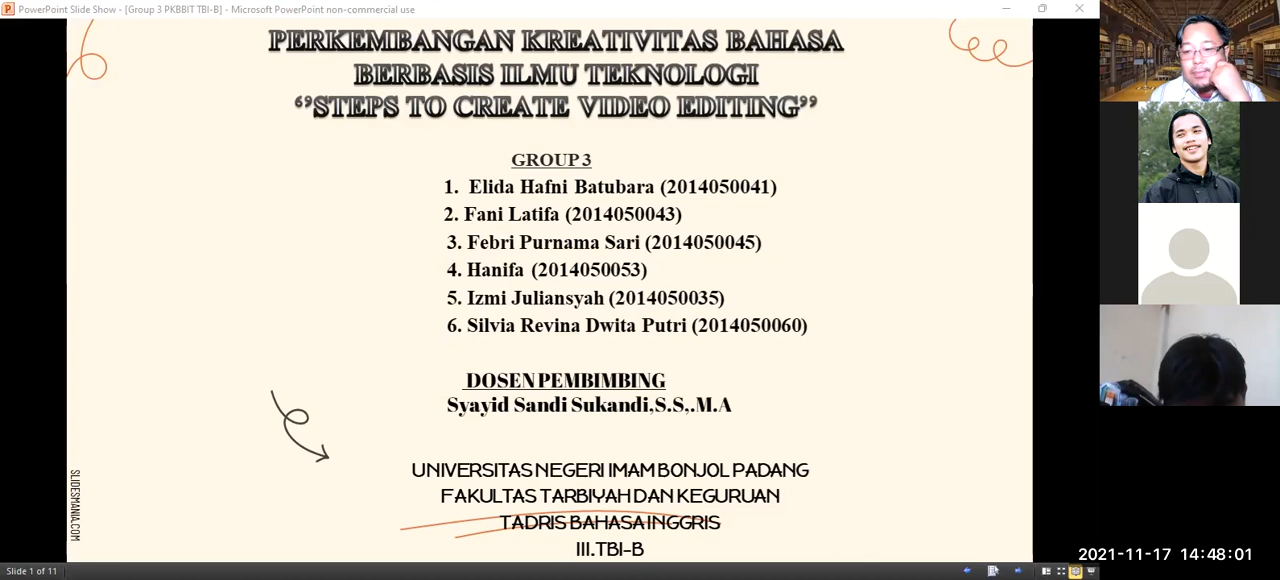 PowerPoint Slide Show - [Group 3 PKBBIT TBI-B] - Microsoft PowerPoint non-commercial use
PERKEMBANGAN KREATIVITAS BAHASA
BERBASIS ILMU TEKNOLOGI
‘’STEPS TO CREATE VIDEO EDITING’’
GROUP 3
1. Elida Hafni Batubara (2014050041)
2. Fani Latifa (2014050043)
3. Febri Purnama Sari (2014050045)
4. Hanifa (2014050053)
5. Izmi Juliansyah (2014050035)
6. Silvia Revina Dwita Putri (2014050060)
DOSEN PEMBIMBING
Syayid Sandi Sukandi,S.S,.M.A
UNIVERSITAS NEGERI IMAM BONJOL PADANG
FAKULTAS TARBIYAH DAN KEGURUAN
TADRIS BAHASA INGGRIS
III.TBI-B
SLIDESMANIA.COM
2021-11-17 14:48:01
Slide 1 of 11